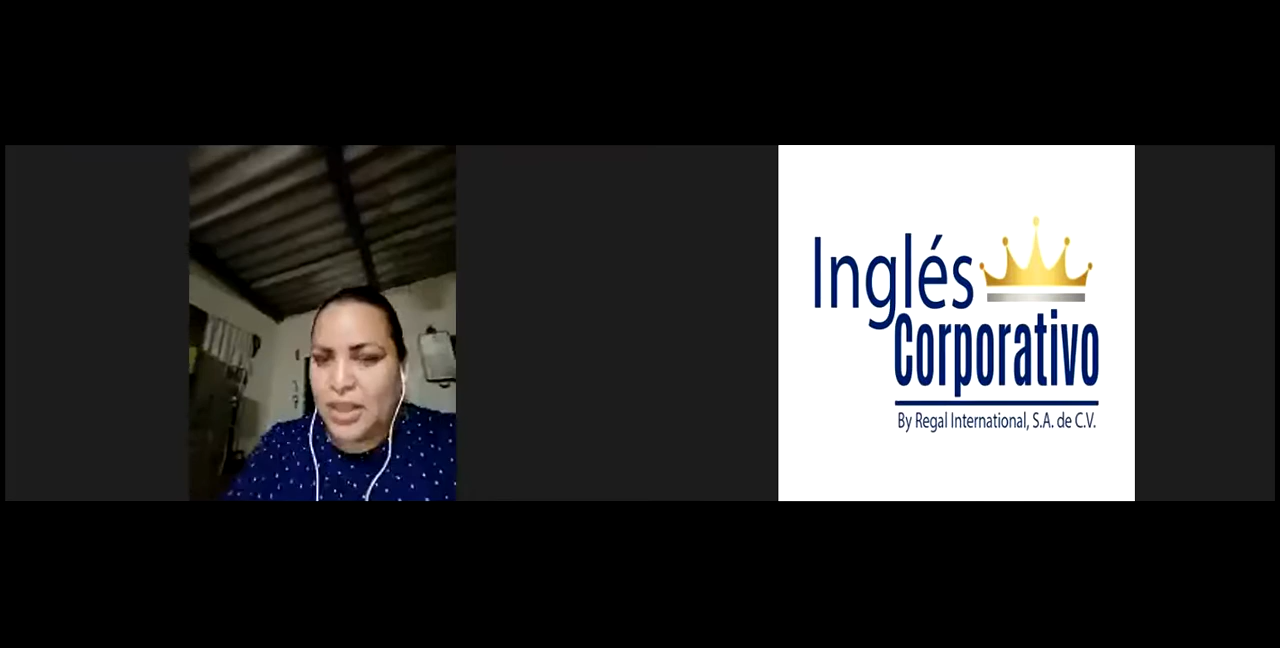 Inglés
Corporativo
By Regal International, S.A. de C.V.